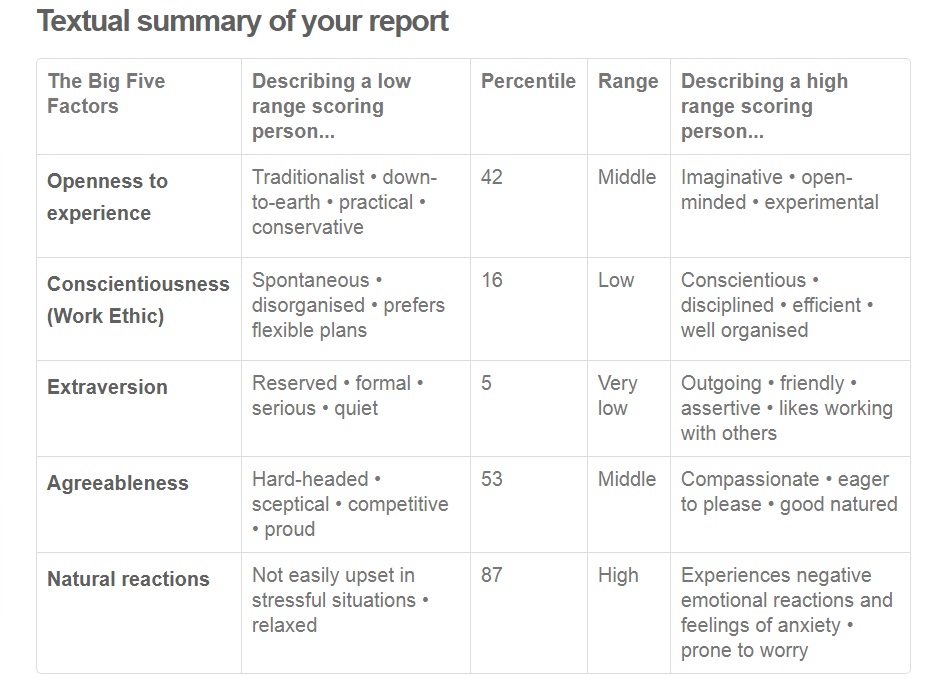 Textual summary of your report
The Big Five
Factors
Describing a low
range scoring
person...
Percentile
Range
Describing a high
range scoring
person...
Openness to
experience
Traditionalist • down-
to-earth • practical •
conservative
42
Middle
Imaginative • open-
minded • experimental
Conscientiousness
(Work Ethic)
Spontaneous •
disorganised • prefers
flexible plans
16
Low
Conscientious •
disciplined • efficient •
well organised
Extraversion
Reserved • formal •
serious • quiet
5
Very
low
Outgoing • friendly •
assertive • likes working
with others
Agreeableness
Hard-headed •
sceptical • competitive
• proud
53
Middle
Compassionate • eager
to please • good natured
Natural reactions
Not easily upset in
stressful situations •
relaxed
87
High
Experiences negative
emotional reactions and
feelings of anxiety •
prone to worry